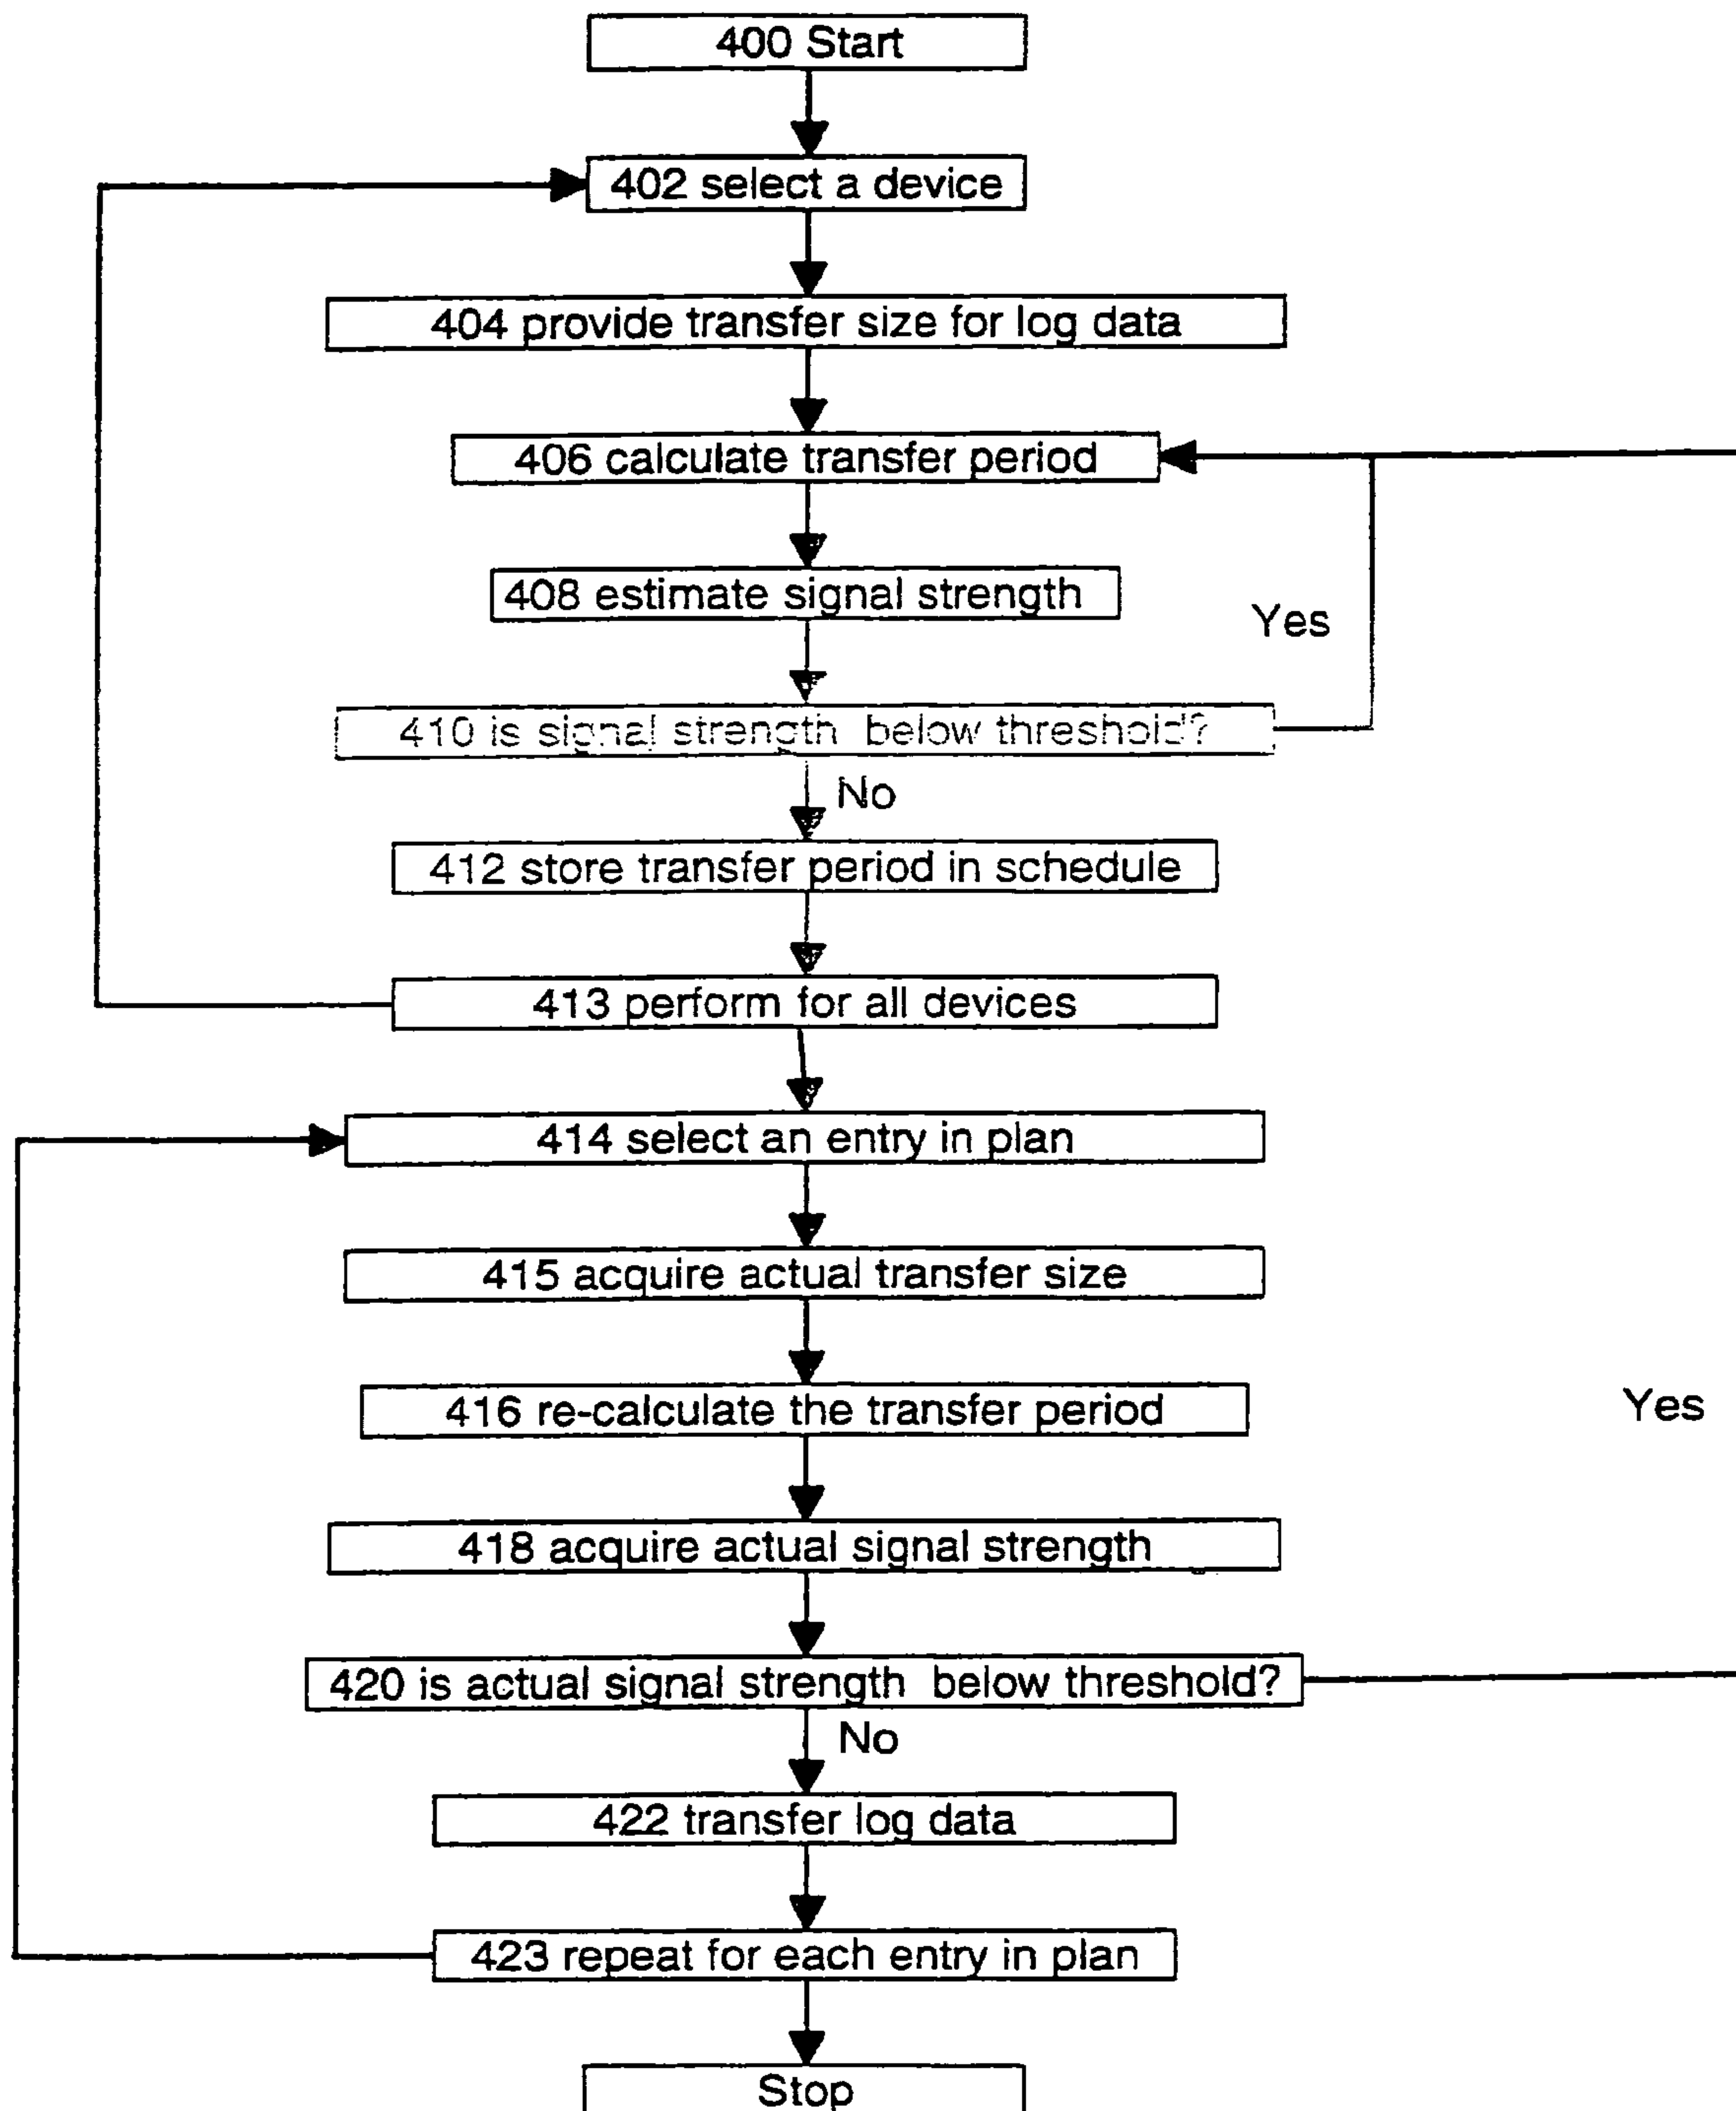 400 Start
402 select a device
404 provide transfer size for log data
406 calculate transfer period
408 estimate signal strength
Yes
410 is signal strength below threshold?
No
412 store transfer period in schedule
413 perform for all devices
414 select an entry in plan
415 acquire actual transfer size
416 re-calculate the transfer period
Yes
418 acquire actual signal strength
420 is actual signal strength below threshold?
No
422 transfer log data
423 repeat for each entry in plan
Stop